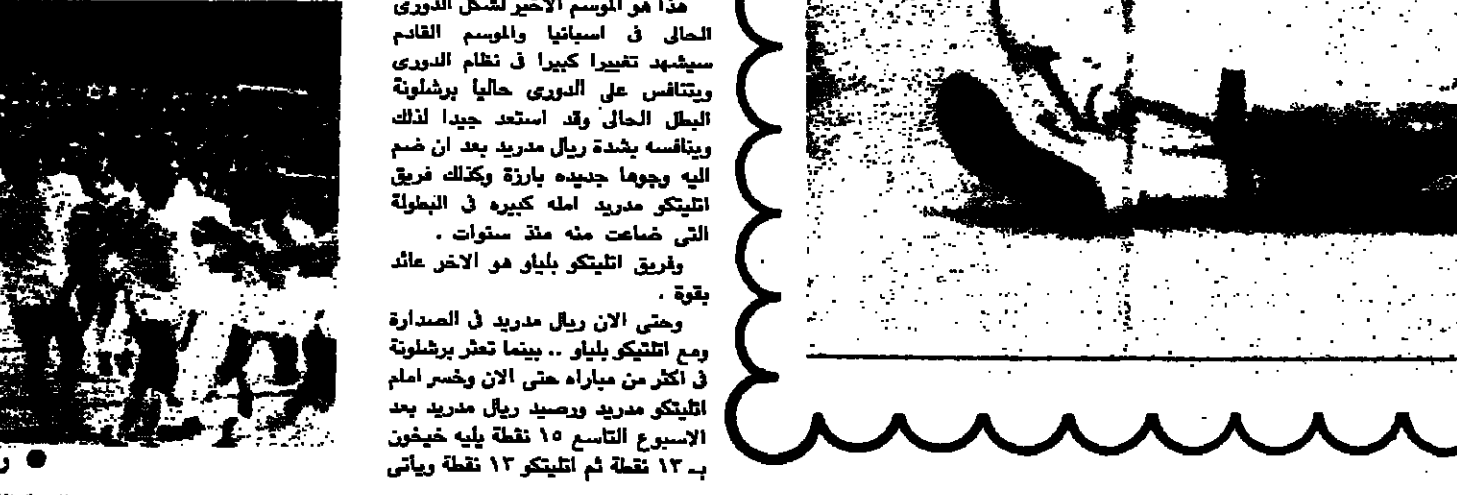 هذا هو الموسم الاخير لشكل الدورى
الحالى فى اسبانيا والموسم القادم
سيشهد تغييرا كبيرا فى نظام الدورى
ويتنافس على الدورى حاليا برشلونة
البطل الحالى وقد استعد جيدا لذلك
وينافسه بشدة ريال مدريد بعد ان ضم
اليه وجوها جديده بارزة وكذلك فريق
اتليتكو مدريد امله كبيره فى البطولة
التى ضاعت منه منذ سنوات .
وفريق اتليتكو بلباو هو الاخر عائد
بقوة .
وحتى الان ريال مدريد فى الصدارة
ومع اتلتيكو بلباو .. بينما تعثر برشلونة
فى اكثر من مباراه حتى الان وخسر امام
اتليتكو مدريد ورصيد ريال مدريد بعد
الاسبوع التاسع ١٥ نقطة يليه خيخون
بـ ١٣ نقطة ثم اتليتكو ١٣ نقطة ويأتى